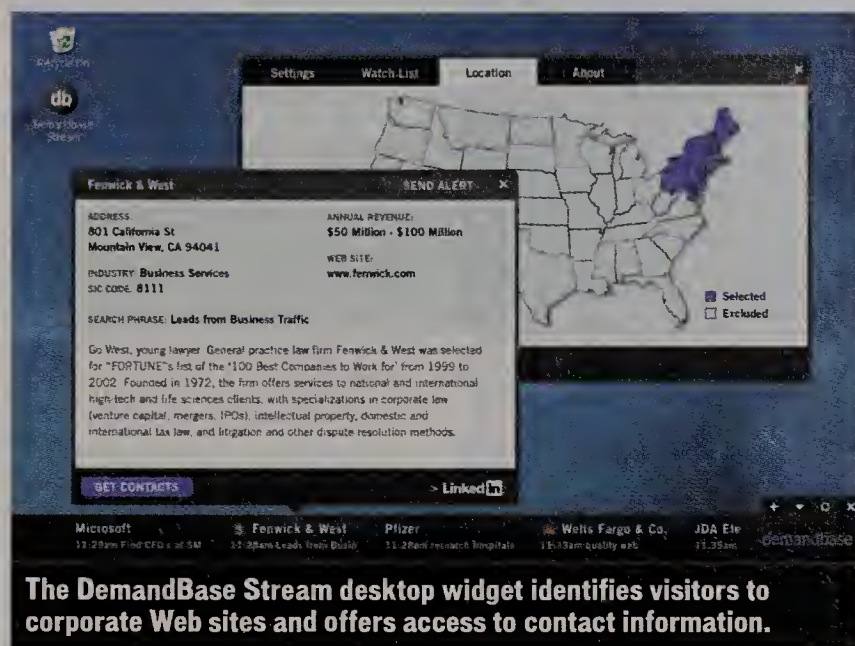 db
Settings Watch-List Location About
Selected
Excluded
Fenwick & West SEND ALERT ×
ADDRESS:
801 California St
Mountain View, CA 94041
INDUSTRY: Business Services
SIC CODE: 8111
ANNUAL REVENUE:
$50 Million - $100 Million
WEB SITE:
www.fenwick.com
SEARCH PHRASE: Leads from Business Traffic
Go West, young lawyer. General practice law firm Fenwick & West was selected
for "FORTUNE"s list of the '100 Best Companies to Work for' from 1999 to
2002. Founded in 1972, the firm offers services to national and international
high-tech and life sciences clients, with specializations in corporate law
(venture capital, mergers, IPOs), intellectual property, domestic and
international tax law, and litigation and other dispute resolution methods.
GET CONTACTS > Linked in
Microsoft Fenwick & West Pfizer Wells Fargo & Co. JDA Ele
11:28am research hospitals
demandbase
The DemandBase Stream desktop widget identifies visitors to
corporate Web sites and offers access to contact information.